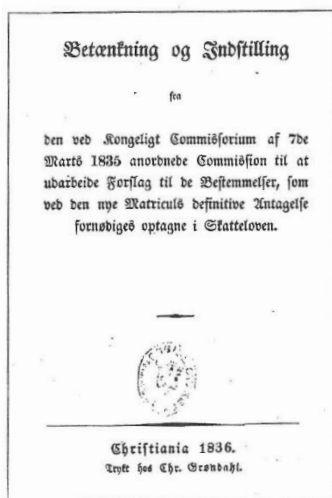 Betænkning og Indstilling
fra
den ved Kongeligt Commissorium af 7de
Marts 1835 anordnede Commission til at
udarbeide Forslag til de Bestemmelser, som
ved den nye Matriculs definitive Antagelse
fornødiges optagne i Skatteloven.
Christiania 1836.
Trykt hos Chr. Grøndahl.